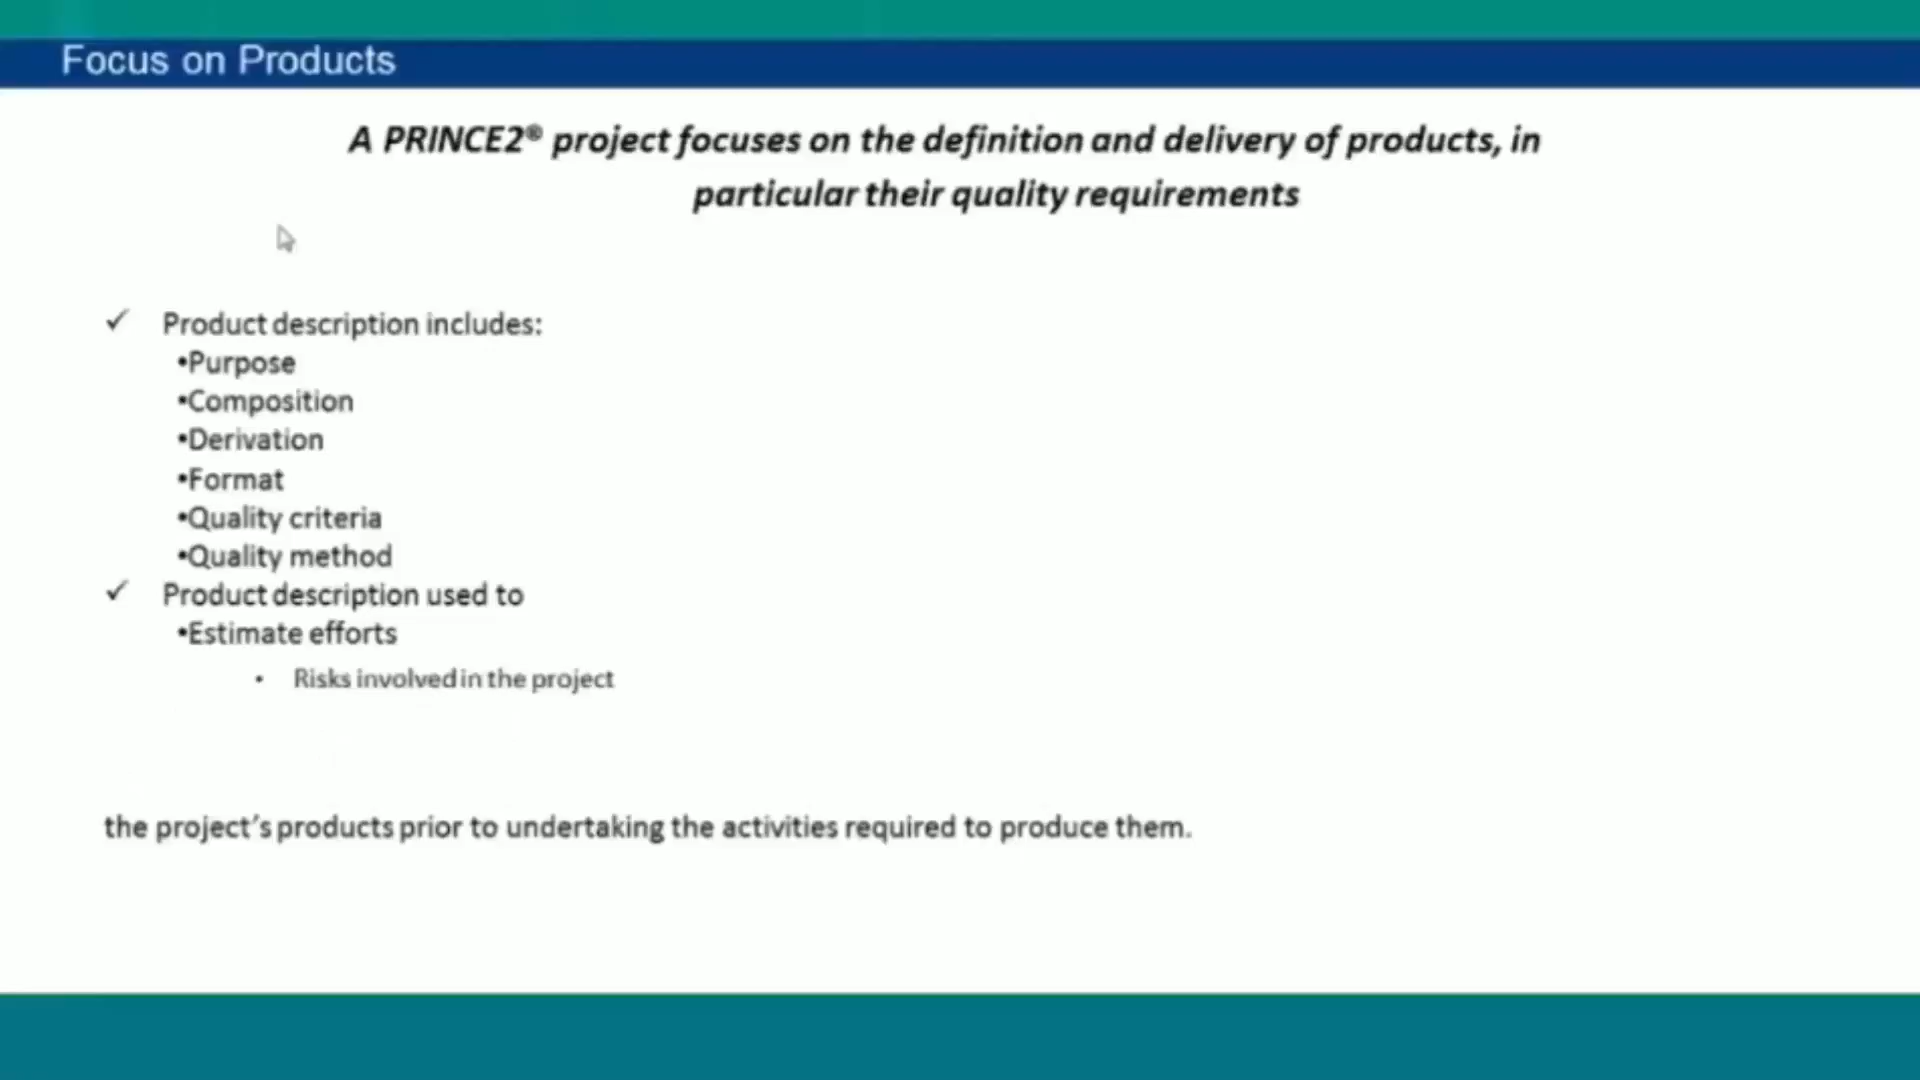 Focus on Products
A PRINCE2® project focuses on the definition and delivery of products, in
particular their quality requirements
✓ Product description includes:
•Purpose
•Composition
•Derivation
•Format
•Quality criteria
•Quality method
✓ Product description used to
•Estimate efforts
• Risks involved in the project
the project's products prior to undertaking the activities required to produce them.